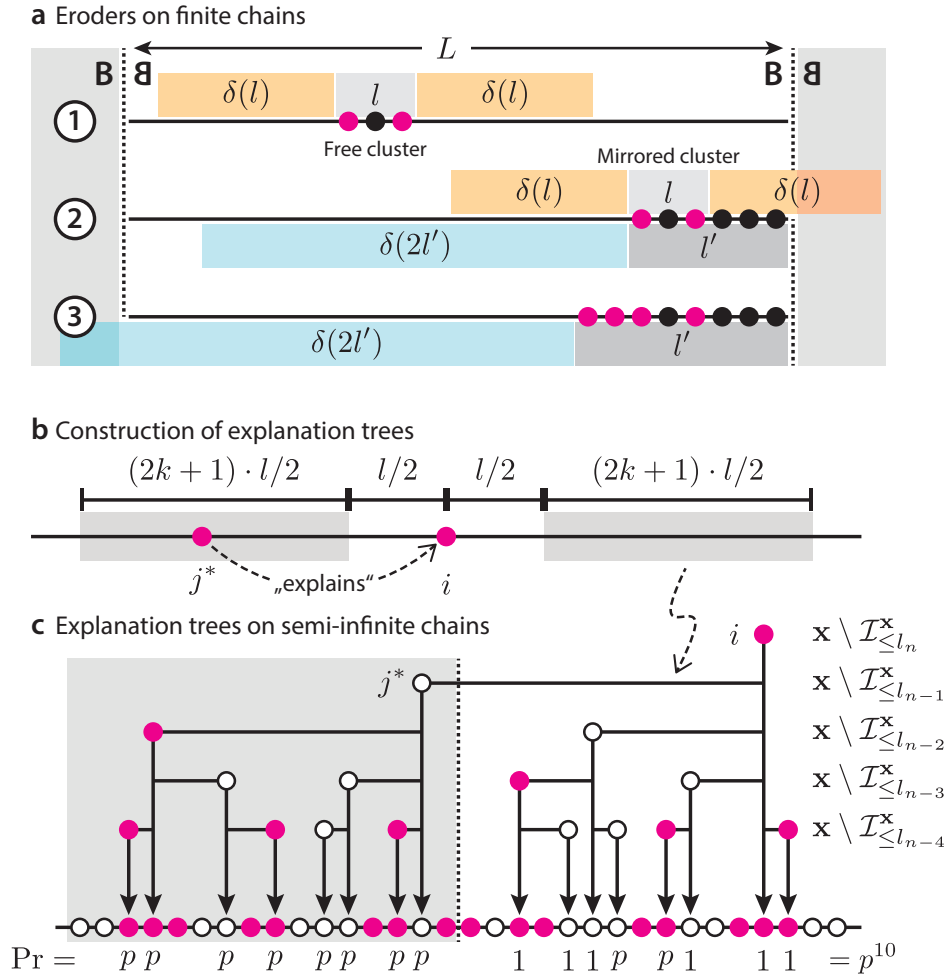 a Eroders on finite chains
B B L B B
δ(l) l δ(l)
1
Free cluster Mirrored cluster
δ(l) l δ(l)
2
δ(2l′) l′
3
δ(2l′) l′
b Construction of explanation trees
(2k + 1) · l/2 l/2 l/2 (2k + 1) · l/2
j* „explains“ i
c Explanation trees on semi-infinite chains
i x \ I^x_{≤l_n}
j* x \ I^x_{≤l_{n−1}}
x \ I^x_{≤l_{n−2}}
x \ I^x_{≤l_{n−3}}
x \ I^x_{≤l_{n−4}}
Pr = p p p p p p p p 1 1 1 p p 1 1 1 = p^10